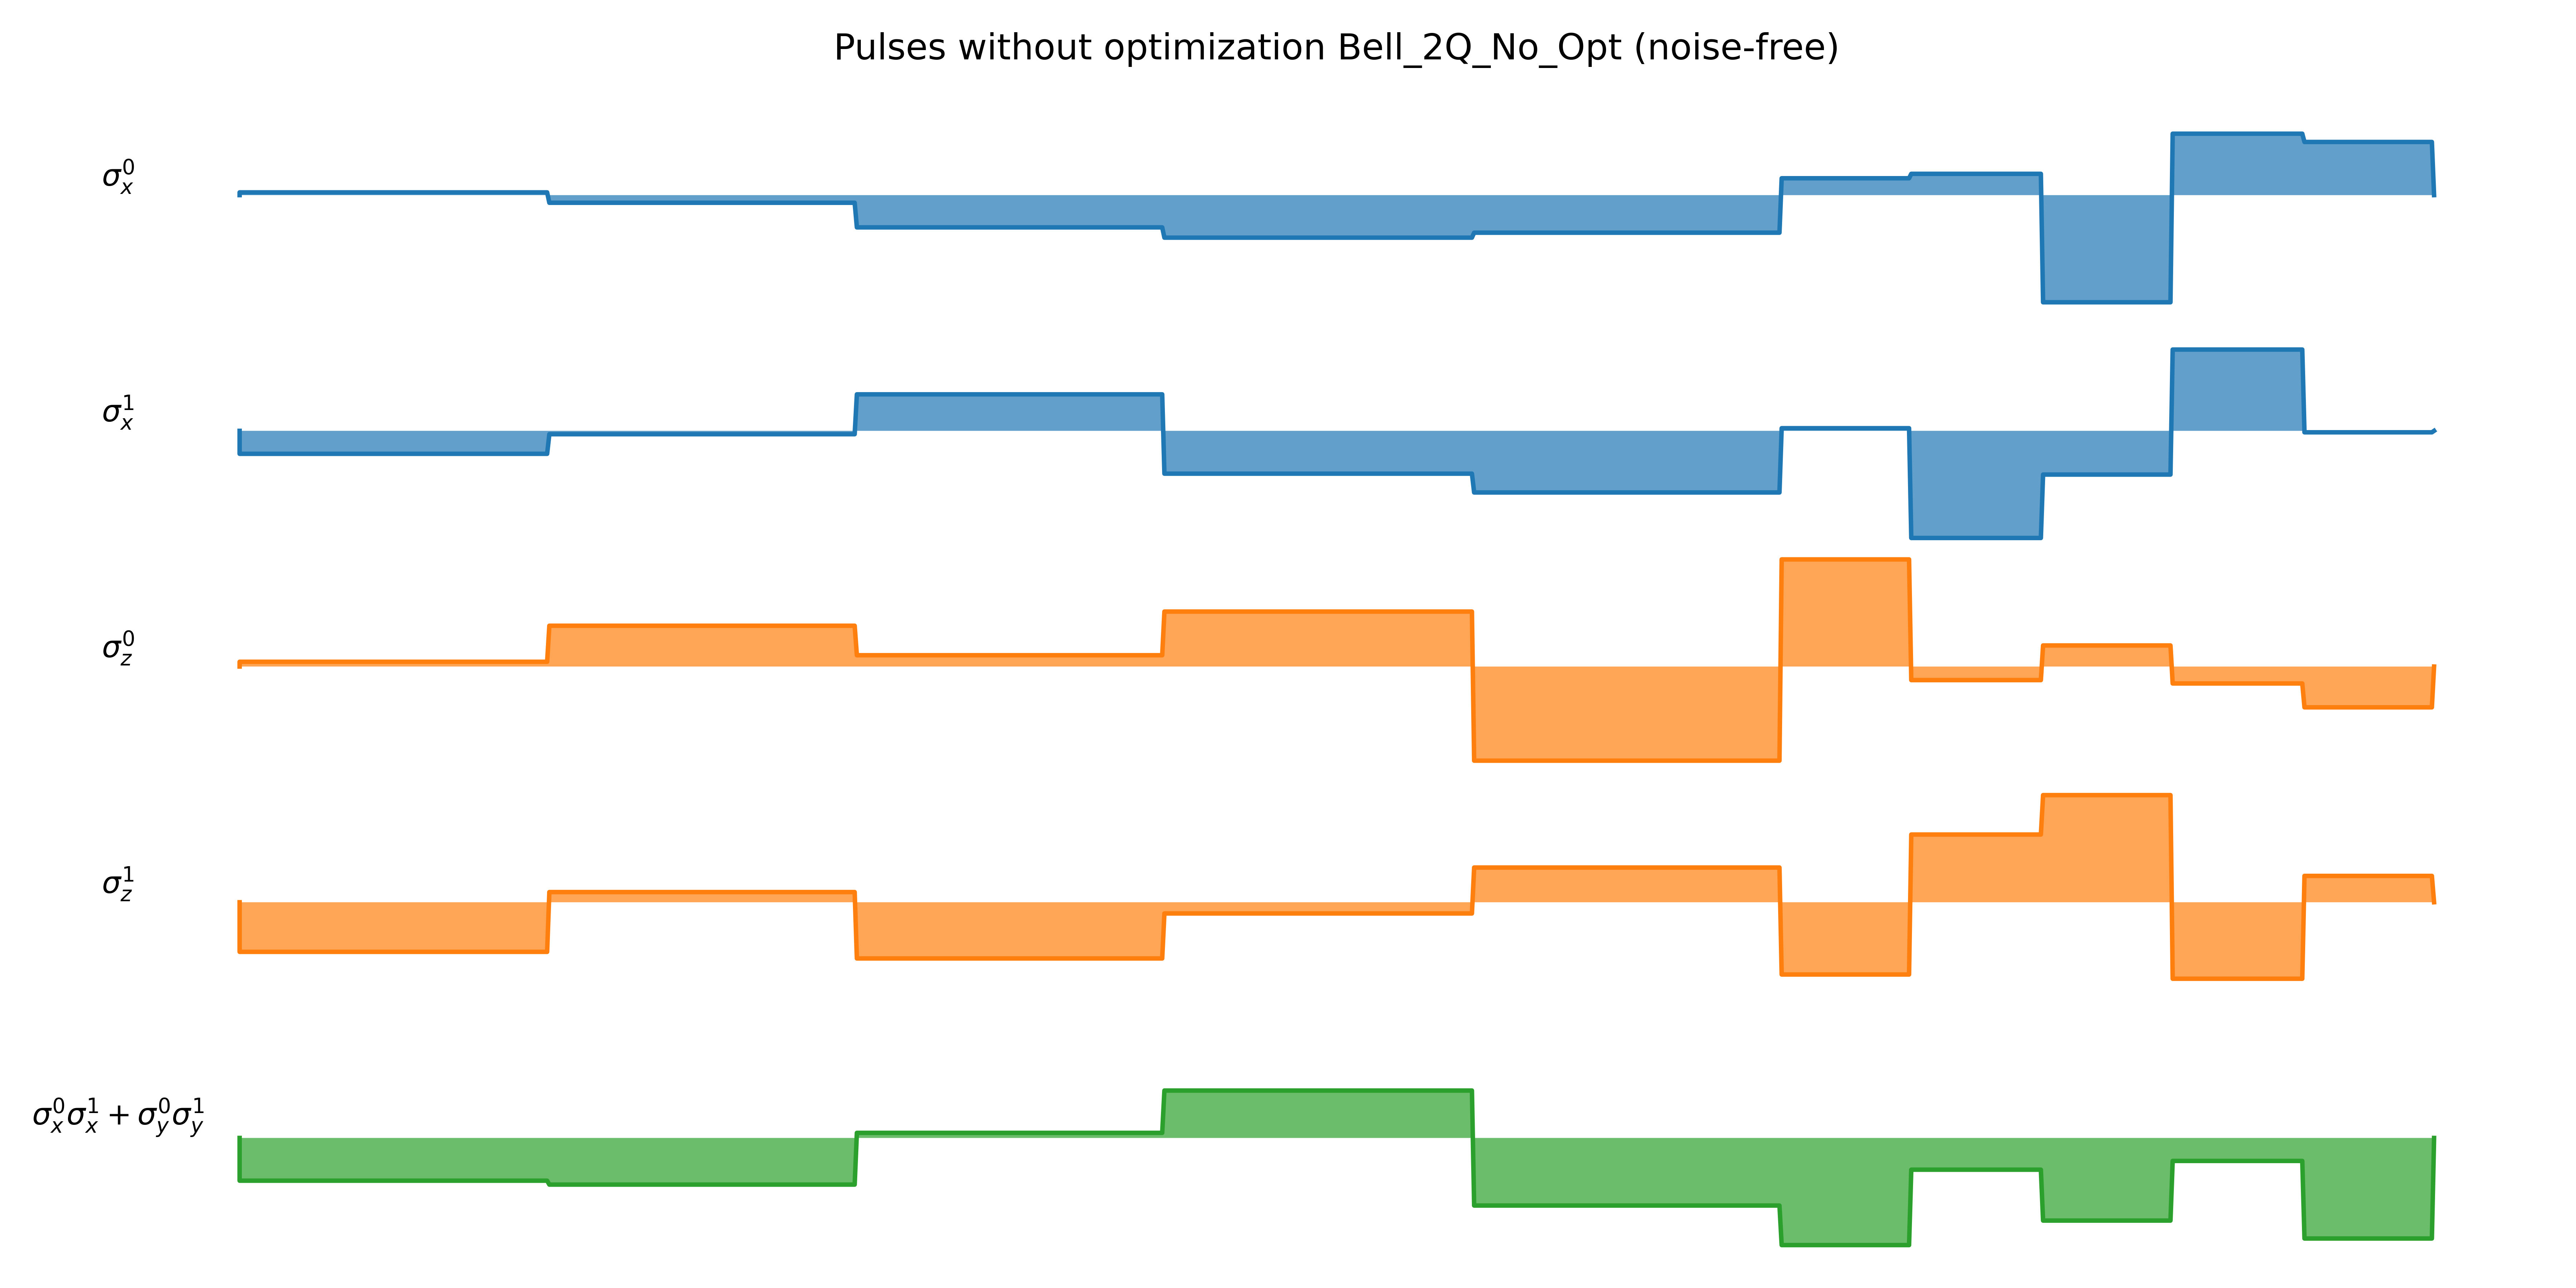 Pulses without optimization Bell_2Q_No_Opt (noise-free)
σ_x^0
σ_x^1
σ_z^0
σ_z^1
σ_x^0σ_x^1 + σ_y^0σ_y^1